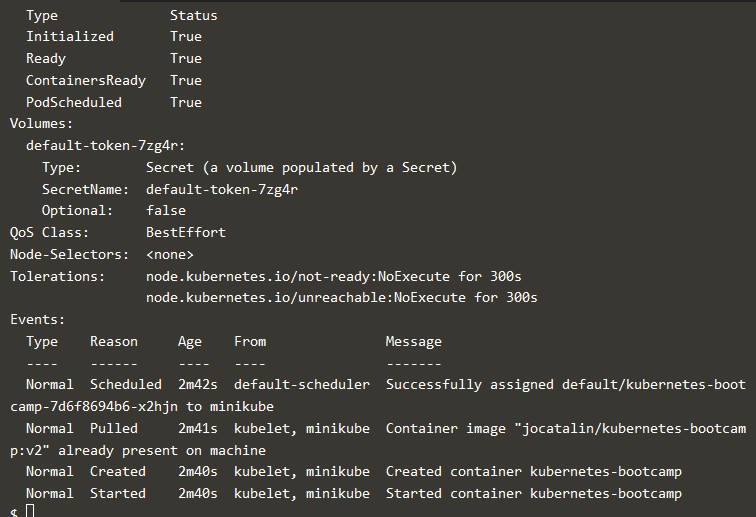 Type Status
Initialized True
Ready True
ContainersReady True
PodScheduled True
Volumes:
default-token-7zg4r:
Type: Secret (a volume populated by a Secret)
SecretName: default-token-7zg4r
Optional: false
QoS Class: BestEffort
Node-Selectors: <none>
Tolerations: node.kubernetes.io/not-ready:NoExecute for 300s
node.kubernetes.io/unreachable:NoExecute for 300s
Events:
Type Reason Age From Message
---- ------ ---- ---- -------
Normal Scheduled 2m42s default-scheduler Successfully assigned default/kubernetes-boot
camp-7d6f8694b6-x2hjn to minikube
Normal Pulled 2m41s kubelet, minikube Container image "jocatalin/kubernetes-bootcam
p:v2" already present on machine
Normal Created 2m40s kubelet, minikube Created container kubernetes-bootcamp
Normal Started 2m40s kubelet, minikube Started container kubernetes-bootcamp
$